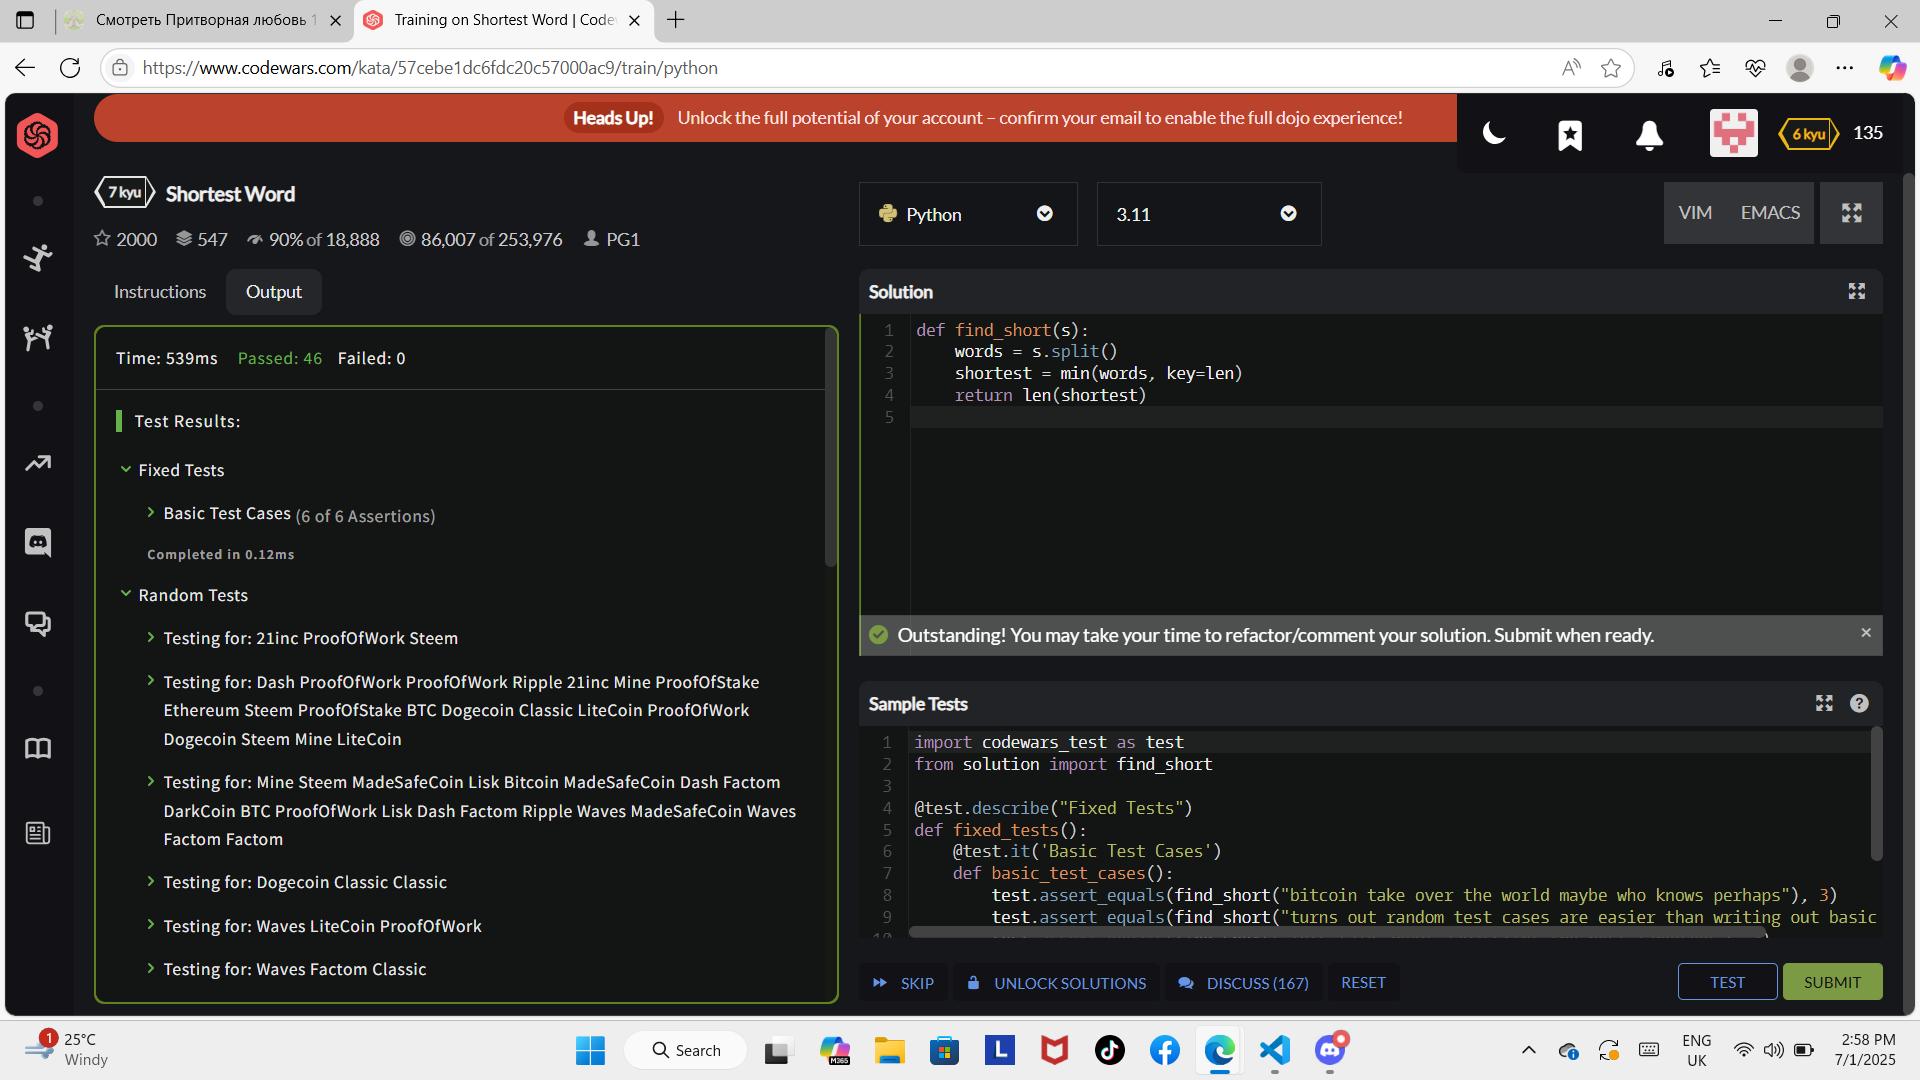 Смотреть Притворная любовь 1
Training on Shortest Word | Codew
https://www.codewars.com/kata/57cebe1dc6fdc20c57000ac9/train/python
Heads Up! Unlock the full potential of your account – confirm your email to enable the full dojo experience!
6 kyu 135
7 kyu Shortest Word
2000 547 90% of 18,888 86,007 of 253,976 PG1
Python
3.11
VIM EMACS
Instructions Output
Time: 539ms Passed: 46 Failed: 0
Test Results:
Fixed Tests
Basic Test Cases (6 of 6 Assertions)
Completed in 0.12ms
Random Tests
Testing for: 21inc ProofOfWork Steem
Testing for: Dash ProofOfWork ProofOfWork Ripple 21inc Mine ProofOfStake
Ethereum Steem ProofOfStake BTC Dogecoin Classic LiteCoin ProofOfWork
Dogecoin Steem Mine LiteCoin
Testing for: Mine Steem MadeSafeCoin Lisk Bitcoin MadeSafeCoin Dash Factom
DarkCoin BTC ProofOfWork Lisk Dash Factom Ripple Waves MadeSafeCoin Waves
Factom Factom
Testing for: Dogecoin Classic Classic
Testing for: Waves LiteCoin ProofOfWork
Testing for: Waves Factom Classic
Solution
1 def find_short(s):
2 words = s.split()
3 shortest = min(words, key=len)
4 return len(shortest)
5
Outstanding! You may take your time to refactor/comment your solution. Submit when ready.
Sample Tests
1 import codewars_test as test
2 from solution import find_short
3
4 @test.describe("Fixed Tests")
5 def fixed_tests():
6 @test.it('Basic Test Cases')
7 def basic_test_cases():
8 test.assert_equals(find_short("bitcoin take over the world maybe who knows perhaps"), 3)
9 test.assert_equals(find_short("turns out random test cases are easier than writing out basic
10
SKIP UNLOCK SOLUTIONS DISCUSS (167) RESET
TEST SUBMIT
1
25°C
Windy
Search
M365
L
ENG
UK
2:58 PM
7/1/2025